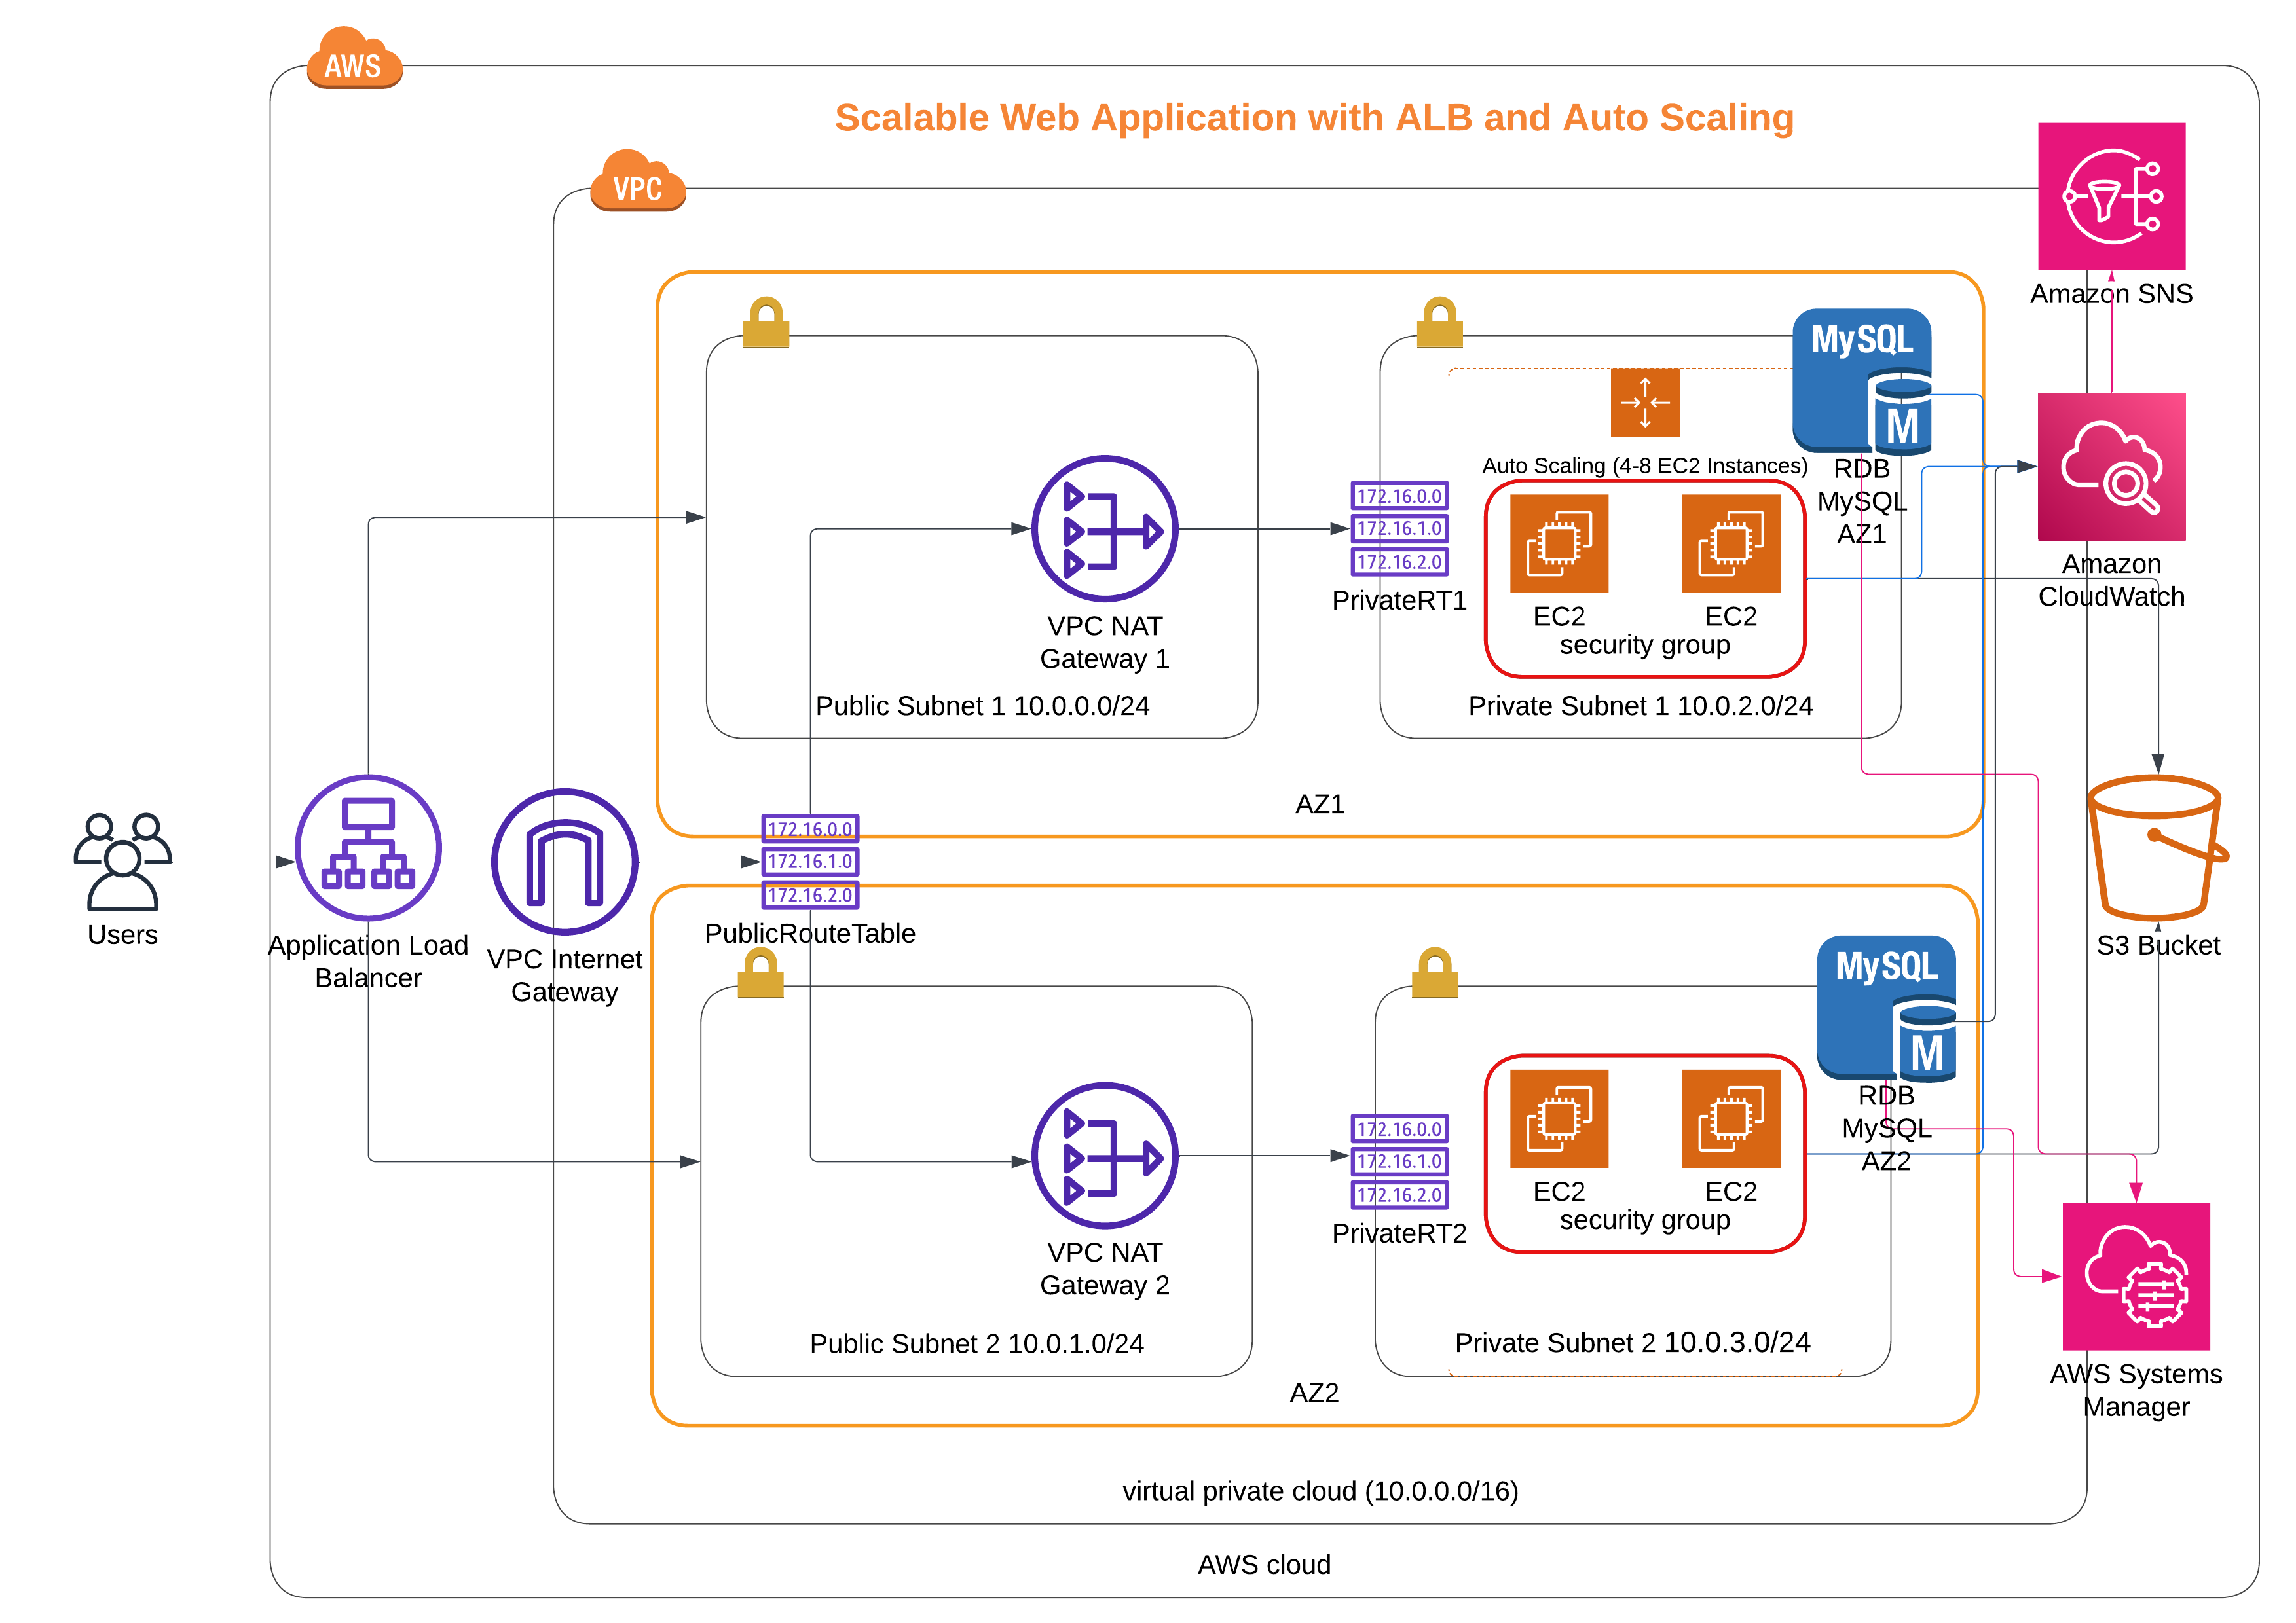 AWS
Scalable Web Application with ALB and Auto Scaling
VPC
Amazon SNS
MySQL
M
Auto Scaling (4-8 EC2 Instances)
RDB
MySQL
AZ1
172.16.0.0
172.16.1.0
172.16.2.0
PrivateRT1
EC2
EC2
security group
Amazon
CloudWatch
VPC NAT
Gateway 1
Public Subnet 1 10.0.0.0/24
Private Subnet 1 10.0.2.0/24
AZ1
172.16.0.0
172.16.1.0
172.16.2.0
PublicRouteTable
Users
Application Load
Balancer
VPC Internet
Gateway
S3 Bucket
MySQL
M
RDB
MySQL
AZ2
172.16.0.0
172.16.1.0
172.16.2.0
PrivateRT2
EC2
EC2
security group
VPC NAT
Gateway 2
Public Subnet 2 10.0.1.0/24
Private Subnet 2 10.0.3.0/24
AZ2
AWS Systems
Manager
virtual private cloud (10.0.0.0/16)
AWS cloud